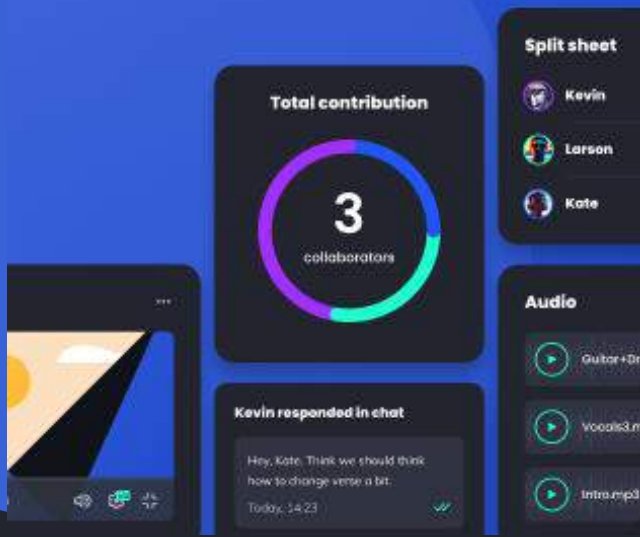 Split sheet
Kevin
Larson
Kate
Total contribution
3
collaborators
Audio
Guitar+Dr
Vocals3.m
Intro.mp3
Kevin responded in chat
Hey, Kate. Think we should think
how to change verse a bit.
Today, 14:23